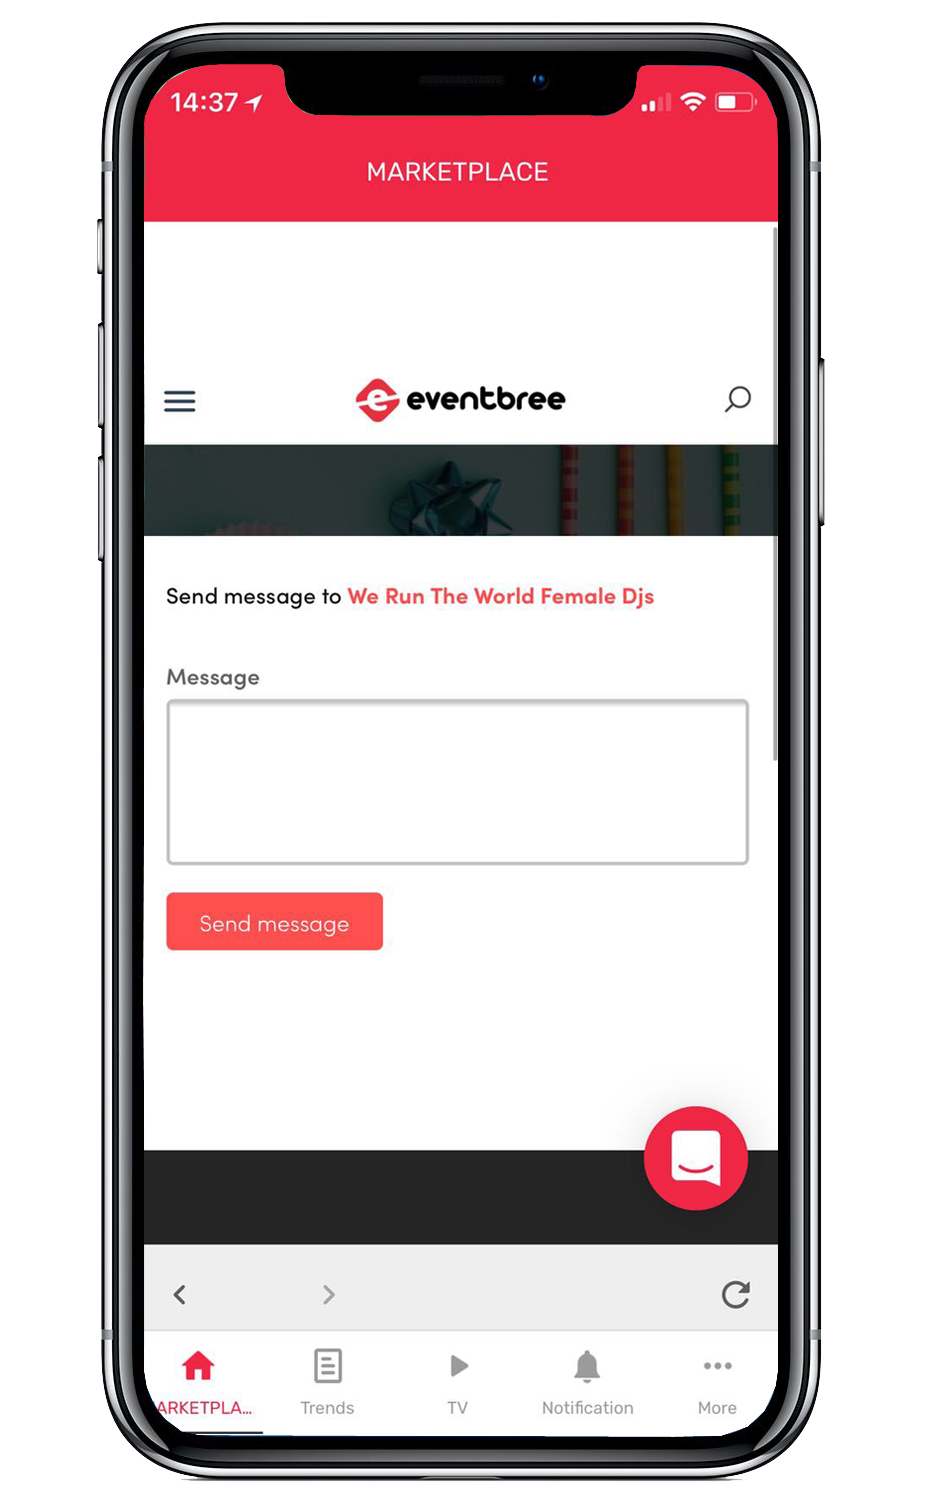 14:37
MARKETPLACE
eventbree
Send message to We Run The World Female Djs
Message
Send message
ARKETPLA...
Trends
TV
Notification
More